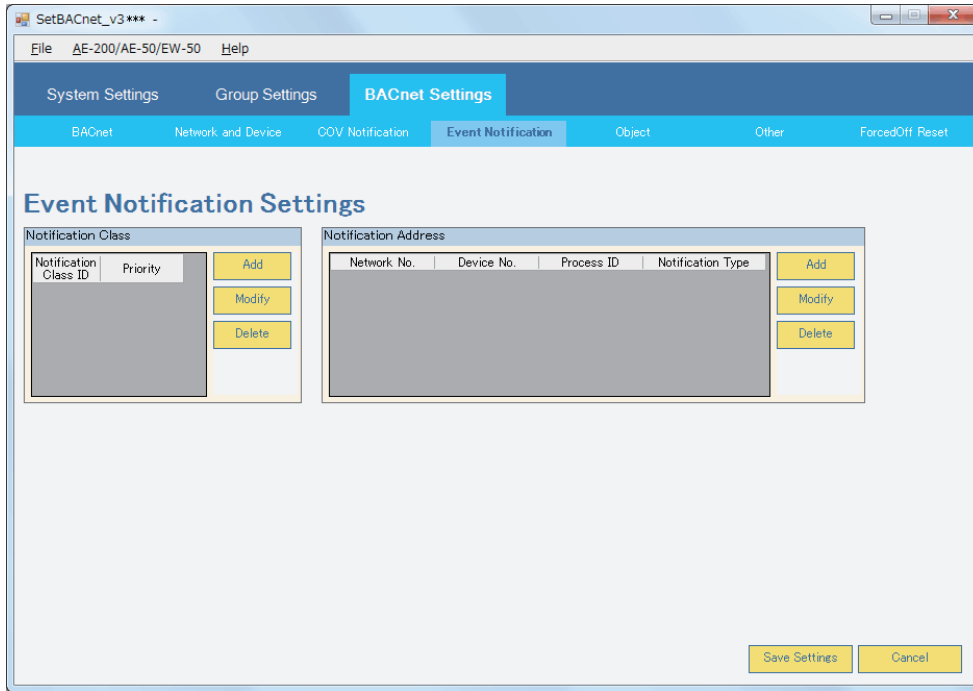 SetBACnet_v3*** -
File AE-200/AE-50/EW-50 Help
System Settings Group Settings BACnet Settings
BACnet Network and Device COV Notification Event Notification Object Other ForcedOff Reset
Event Notification Settings
Notification Class
Notification Class ID Priority
Add
Modify
Delete
Notification Address
Network No. Device No. Process ID Notification Type
Add
Modify
Delete
Save Settings Cancel